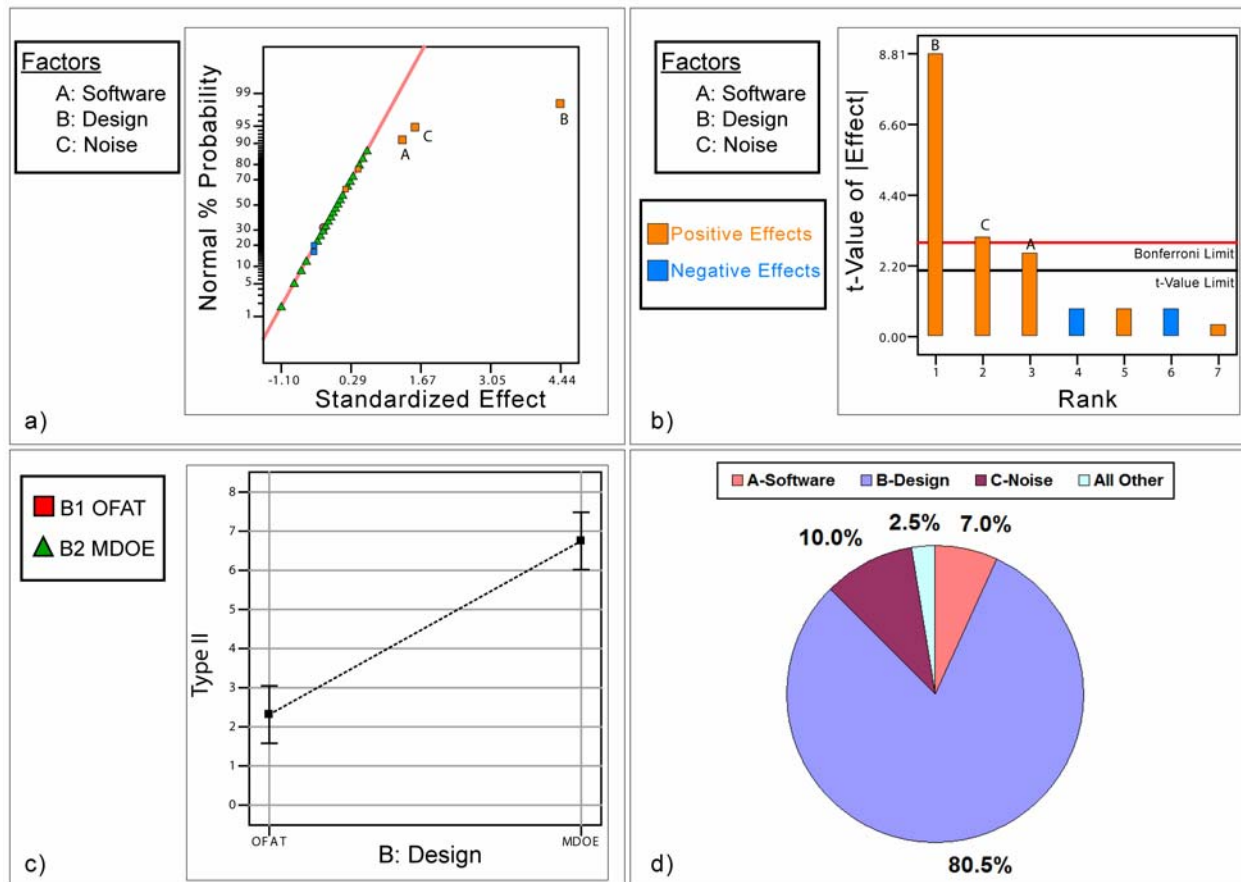 Factors
A: Software
B: Design
C: Noise
Normal % Probability
99
95
90
80
70
50
30
20
10
5
1
B
C
A
-1.10
0.29
1.67
3.05
4.44
Standardized Effect
a)
Factors
A: Software
B: Design
C: Noise
Positive Effects
Negative Effects
t-Value of |Effect|
8.81
6.60
4.40
2.20
0.00
B
C
A
Bonferroni Limit
t-Value Limit
1
2
3
4
5
6
7
Rank
b)
B1 OFAT
B2 MDOE
Type II
8
7
6
5
4
3
2
1
0
OFAT
MDOE
B: Design
c)
A-Software
B-Design
C-Noise
All Other
10.0%
2.5%
7.0%
80.5%
d)